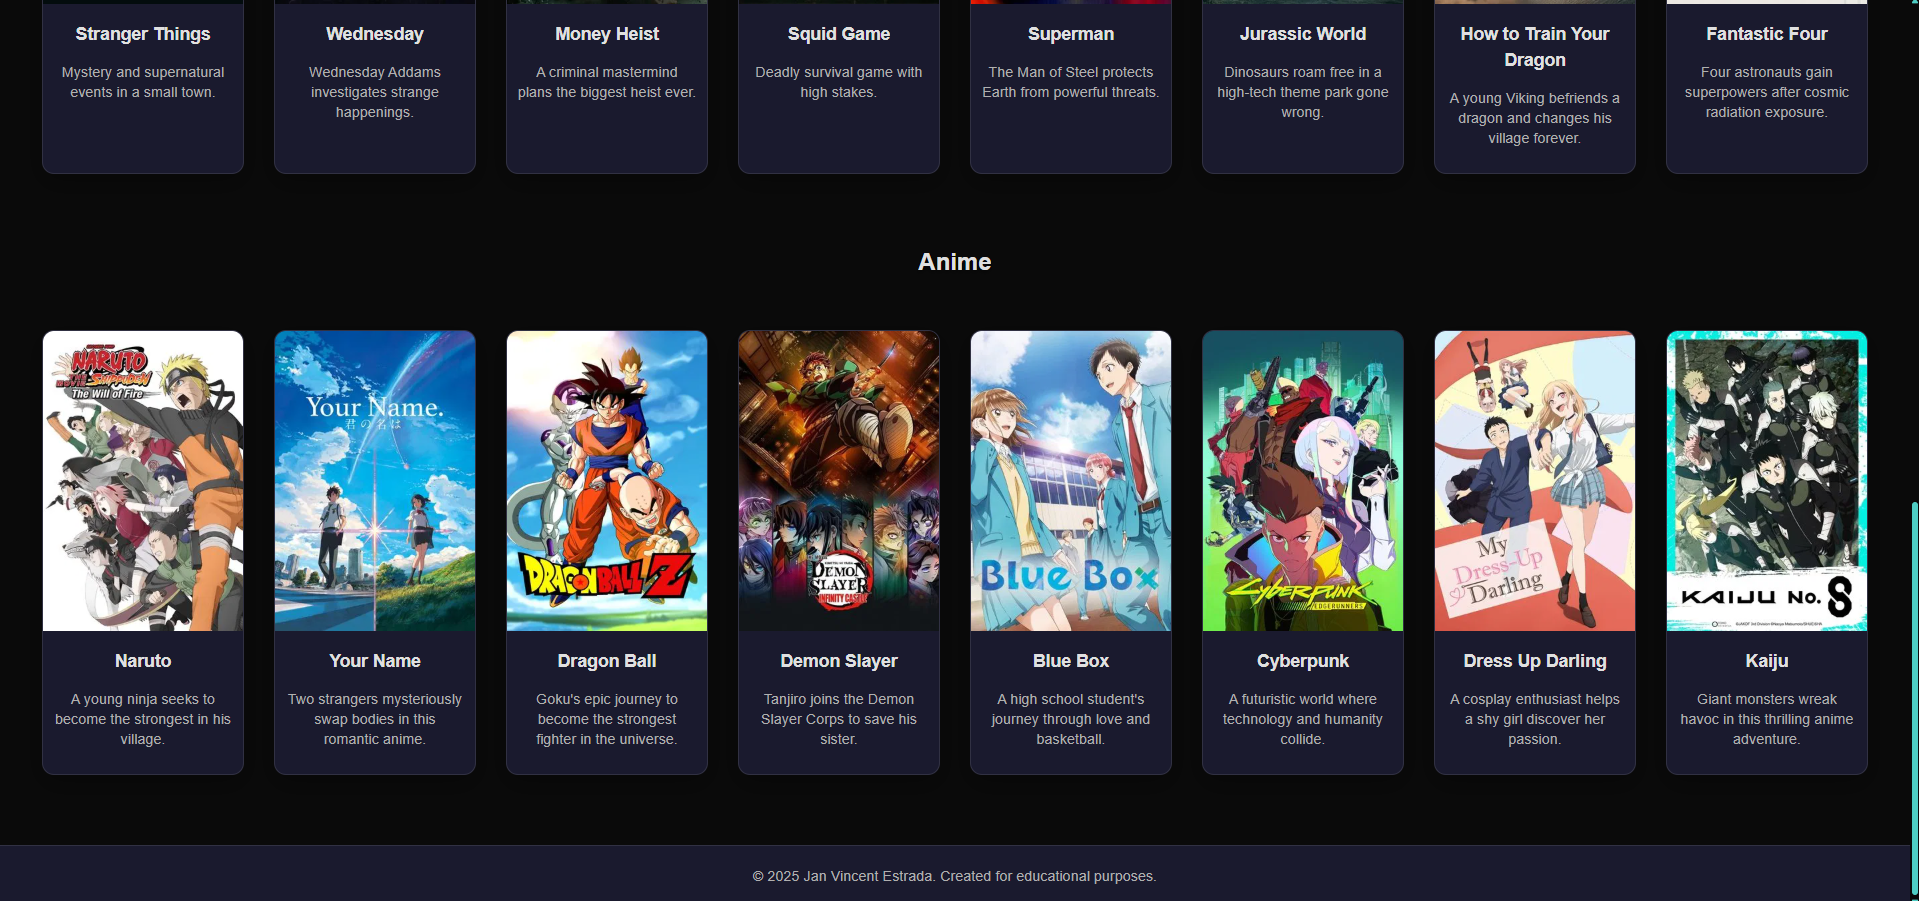 Stranger Things
Mystery and supernatural
events in a small town.
Wednesday
Wednesday Addams
investigates strange
happenings.
Money Heist
A criminal mastermind
plans the biggest heist ever.
Squid Game
Deadly survival game with
high stakes.
Superman
The Man of Steel protects
Earth from powerful threats.
Jurassic World
Dinosaurs roam free in a
high-tech theme park gone
wrong.
How to Train Your
Dragon
A young Viking befriends a
dragon and changes his
village forever.
Fantastic Four
Four astronauts gain
superpowers after cosmic
radiation exposure.
Anime
NARUTO
THE MOVIE SHIPPUDEN
The Will of Fire
Naruto
A young ninja seeks to
become the strongest in his
village.
Your Name.
君の名は
Your Name
Two strangers mysteriously
swap bodies in this
romantic anime.
DRAGON BALL Z
Dragon Ball
Goku's epic journey to
become the strongest
fighter in the universe.
DEMON
SLAYER
INFINITY CASTLE
Demon Slayer
Tanjiro joins the Demon
Slayer Corps to save his
sister.
Blue Box
Blue Box
A high school student's
journey through love and
basketball.
CYBERPUNK
EDGERUNNERS
Cyberpunk
A futuristic world where
technology and humanity
collide.
My
Dress-Up
Darling
Dress Up Darling
A cosplay enthusiast helps
a shy girl discover her
passion.
KAIJU No. 8
Kaiju
Giant monsters wreak
havoc in this thrilling anime
adventure.
© 2025 Jan Vincent Estrada. Created for educational purposes.